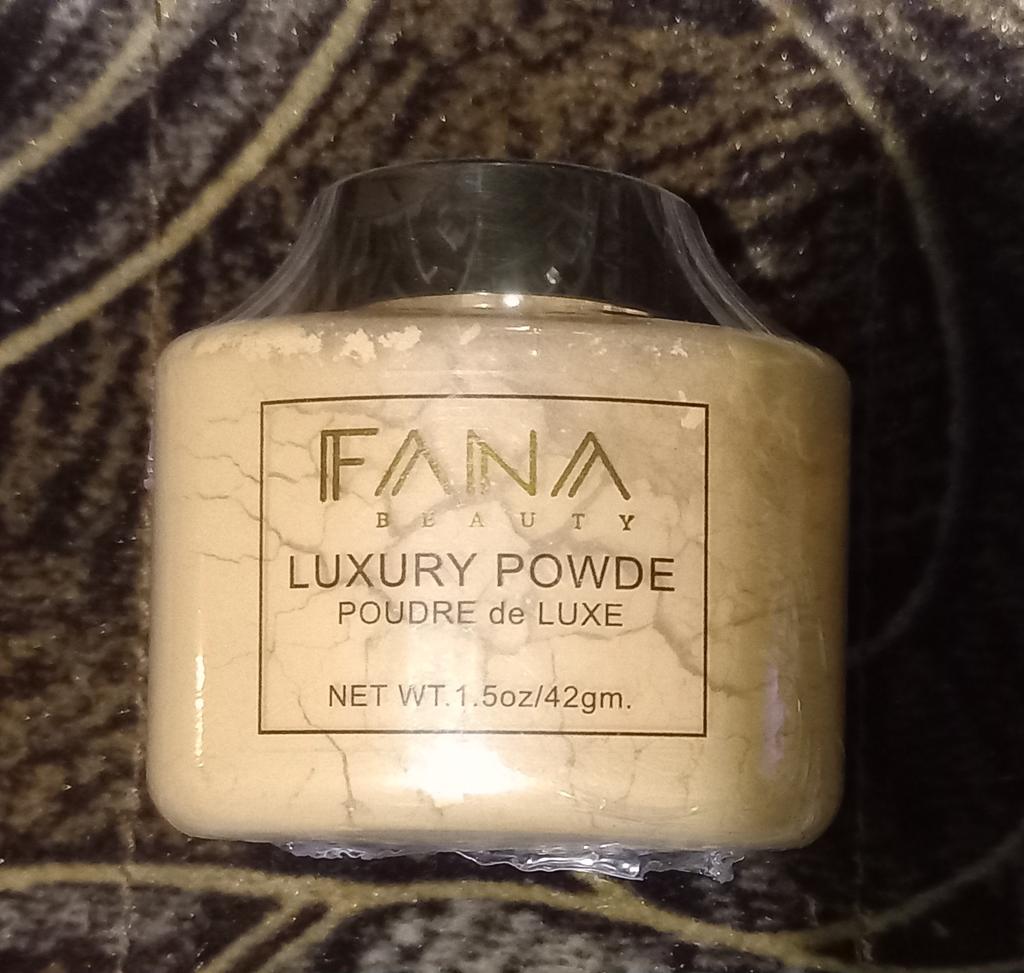 FANA
BEAUTY
LUXURY POWDE
POUDRE de LUXE
NET WT.1.5oz/42gm.